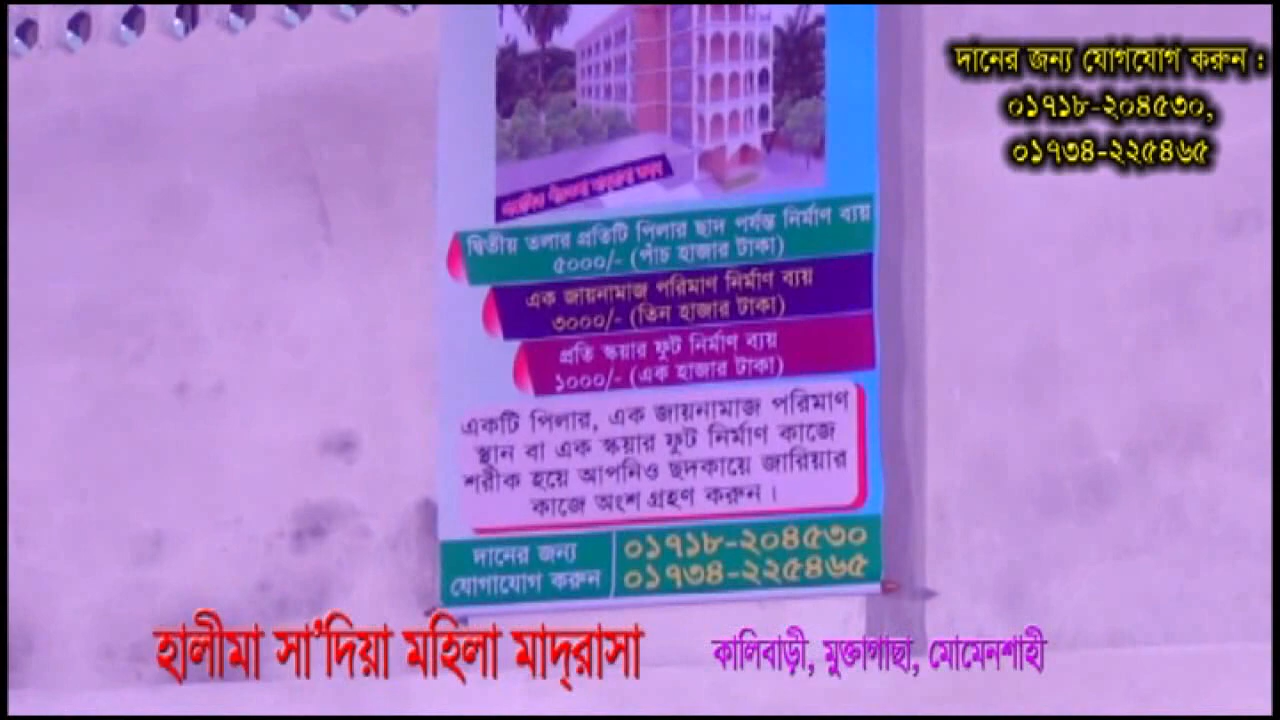 দানের জন্য যোগযোগ করুন :
০১৭১৮-২০৪৫৩০,
০১৭৩৪-২২৫৪৬৫
দ্বিতীয় তলার প্রতিটি পিলার ছাদ পর্যন্ত নির্মাণ ব্যয়
৫০০০/- (পাঁচ হাজার টাকা)
এক জায়নামাজ পরিমাণ নির্মাণ ব্যয়
৩০০০/- (তিন হাজার টাকা)
প্রতি স্কয়ার ফুট নির্মাণ ব্যয়
১০০০/- (এক হাজার টাকা)
একটি পিলার, এক জায়নামাজ পরিমাণ
স্থান বা এক স্কয়ার ফুট নির্মাণ কাজে
শরীক হয়ে আপনিও ছদকায়ে জারিয়ার
কাজে অংশ গ্রহণ করুন।
দানের জন্য
যোগাযোগ করুন
০১৭১৮-২০৪৫৩০
০১৭৩৪-২২৫৪৬৫
হালীমা সা'দিয়া মহিলা মাদ্‌রাসা
কালিবাড়ী, মুক্তাগাছা, মোমেনশাহী